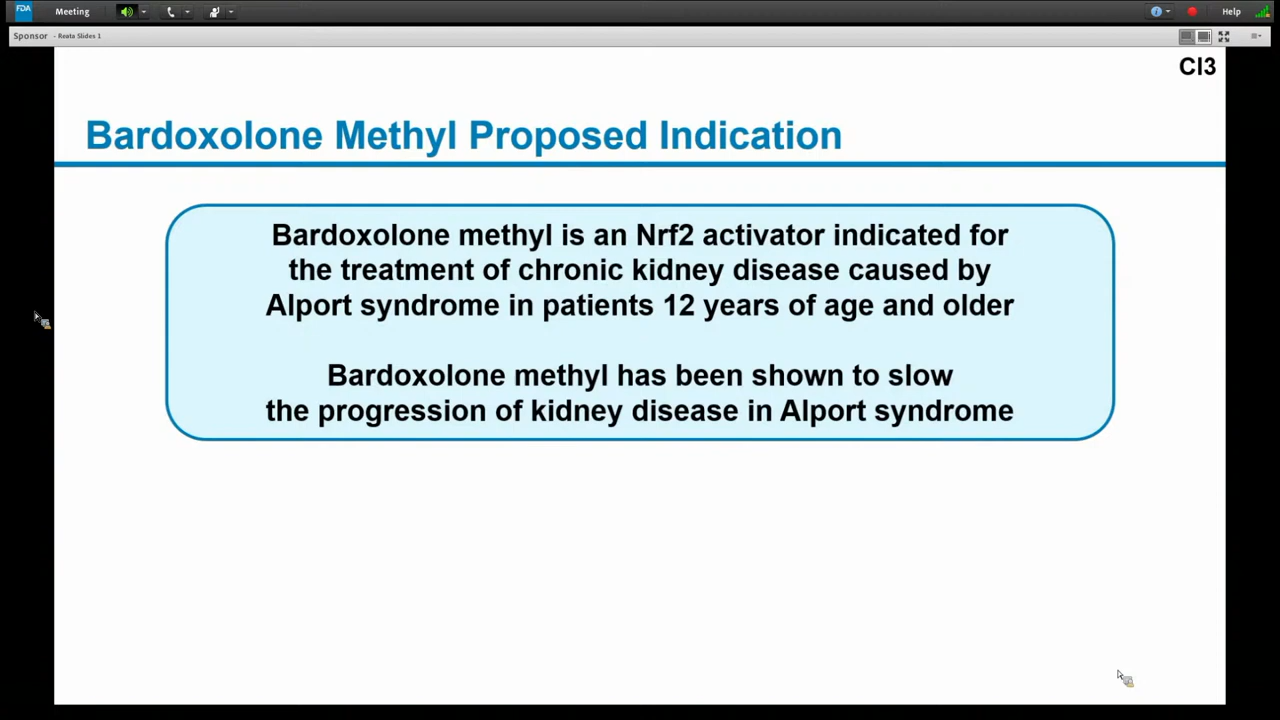 FDA
Meeting
Help
Sponsor - Reata Slides 1
CI3
Bardoxolone Methyl Proposed Indication
Bardoxolone methyl is an Nrf2 activator indicated for
the treatment of chronic kidney disease caused by
Alport syndrome in patients 12 years of age and older
Bardoxolone methyl has been shown to slow
the progression of kidney disease in Alport syndrome